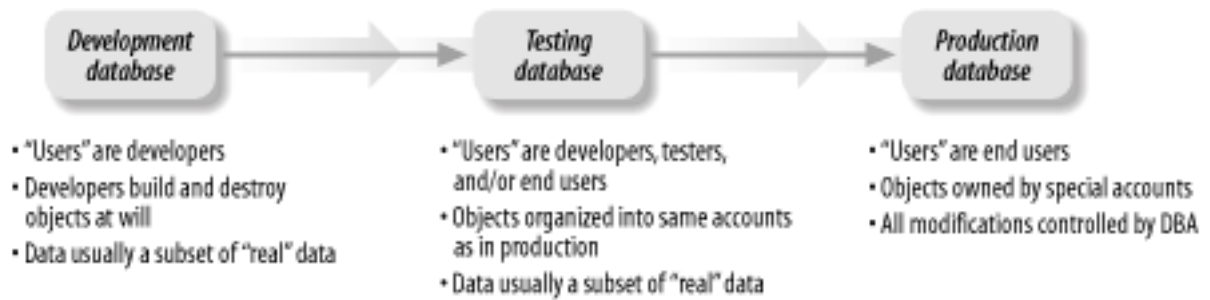 Development
database
Testing
database
Production
database
• “Users” are developers
• Developers build and destroy
objects at will
• Data usually a subset of “real” data
• “Users” are developers, testers,
and/or end users
• Objects organized into same accounts
as in production
• Data usually a subset of “real” data
• “Users” are end users
• Objects owned by special accounts
• All modifications controlled by DBA